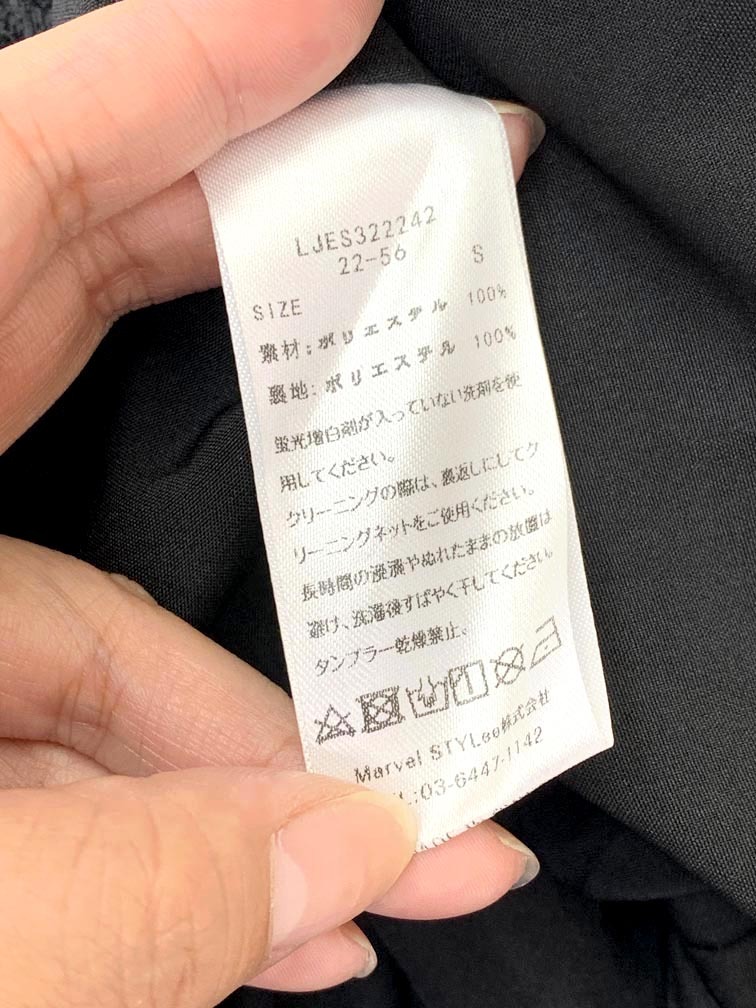 LJES322242
22-56
SIZE S
素材:ポリエステル 100%
裏地:ポリエステル 100%
蛍光増白剤が入っていない洗剤を使
用してください。
クリーニングの際は、裏返しにしてク
リーニングネットをご使用ください。
長時間の浸漬やぬれたままの放置は
避け、洗濯後すばやく干してください。
タンブラー乾燥禁止。
Marvel STYLee株式会社
:03-6447-1142